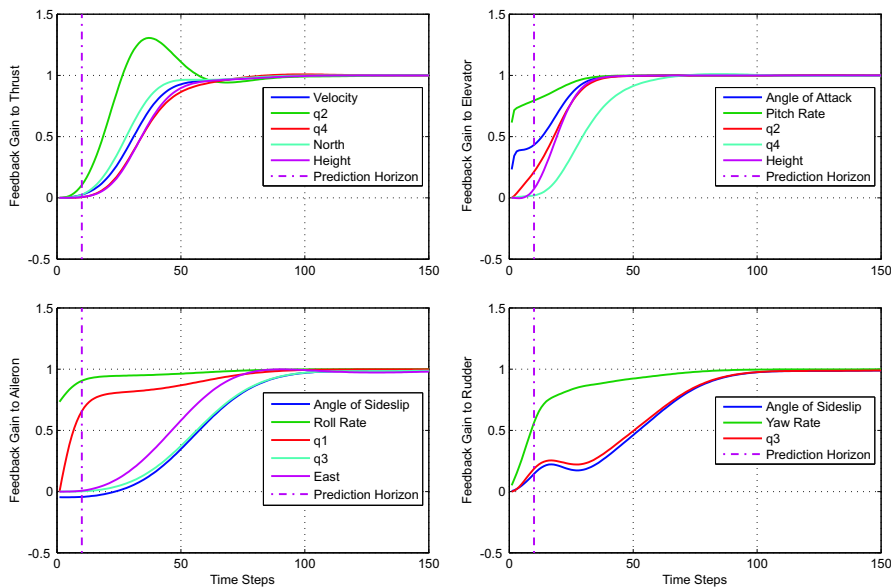 Feedback Gain to Thrust
1.5
1
0.5
0
-0.5
0
50
100
150
Velocity
q2
q4
North
Height
Prediction Horizon
Feedback Gain to Elevator
1.5
1
0.5
0
-0.5
0
50
100
150
Angle of Attack
Pitch Rate
q2
q4
Height
Prediction Horizon
Feedback Gain to Aileron
1.5
1
0.5
0
-0.5
0
50
100
150
Time Steps
Angle of Sideslip
Roll Rate
q1
q3
East
Prediction Horizon
Feedback Gain to Rudder
1.5
1
0.5
0
-0.5
0
50
100
150
Time Steps
Angle of Sideslip
Yaw Rate
q3
Prediction Horizon